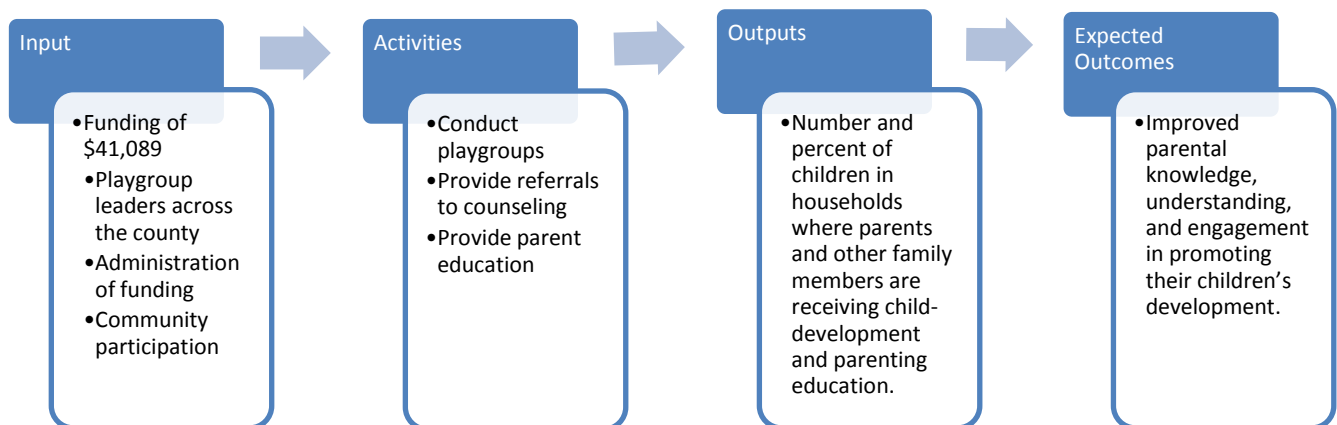 Input
•Funding of
$41,089
•Playgroup
leaders across
the county
•Administration
of funding
•Community
participation
Activities
•Conduct
playgroups
•Provide referrals
to counseling
•Provide parent
education
Outputs
•Number and
percent of
children in
households
where parents
and other family
members are
receiving child-
development
and parenting
education.
Expected
Outcomes
•Improved
parental
knowledge,
understanding,
and engagement
in promoting
their children’s
development.